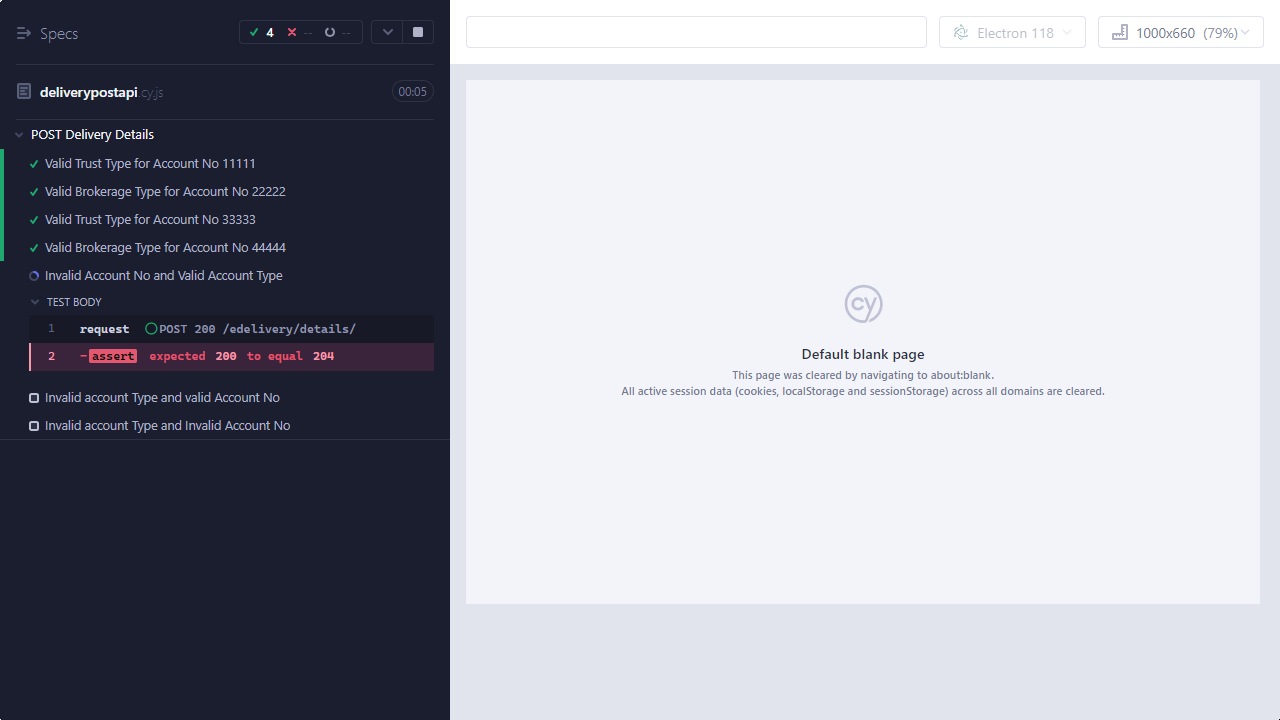 Specs
4 -- --
deliverypostapi.cy.js 00:05
POST Delivery Details
Valid Trust Type for Account No 11111
Valid Brokerage Type for Account No 22222
Valid Trust Type for Account No 33333
Valid Brokerage Type for Account No 44444
Invalid Account No and Valid Account Type
TEST BODY
1 request POST 200 /edelivery/details/
2 -assert expected 200 to equal 204
Invalid account Type and valid Account No
Invalid account Type and Invalid Account No
Electron 118
1000x660 (79%)
cy
Default blank page
This page was cleared by navigating to about:blank.
All active session data (cookies, localStorage and sessionStorage) across all domains are cleared.